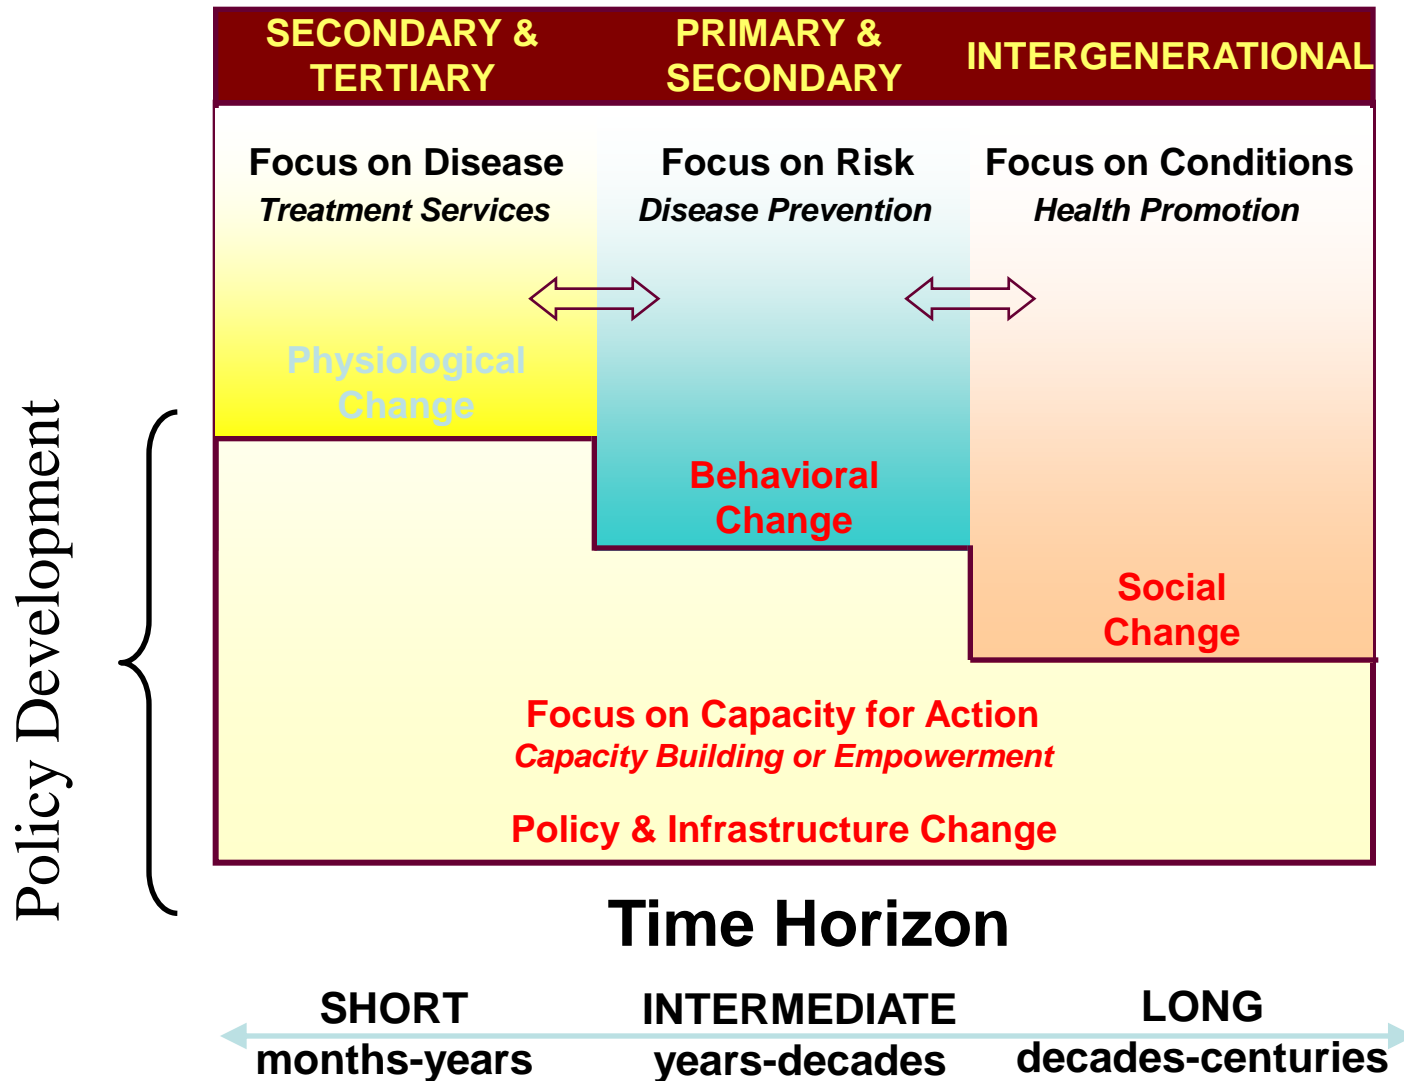 SECONDARY &
TERTIARY
PRIMARY &
SECONDARY
INTERGENERATIONAL
Focus on Disease
Treatment Services
Focus on Risk
Disease Prevention
Focus on Conditions
Health Promotion
Physiological
Change
Behavioral
Change
Social
Change
Policy Development
Focus on Capacity for Action
Capacity Building or Empowerment
Policy & Infrastructure Change
Time Horizon
SHORT
months-years
INTERMEDIATE
years-decades
LONG
decades-centuries